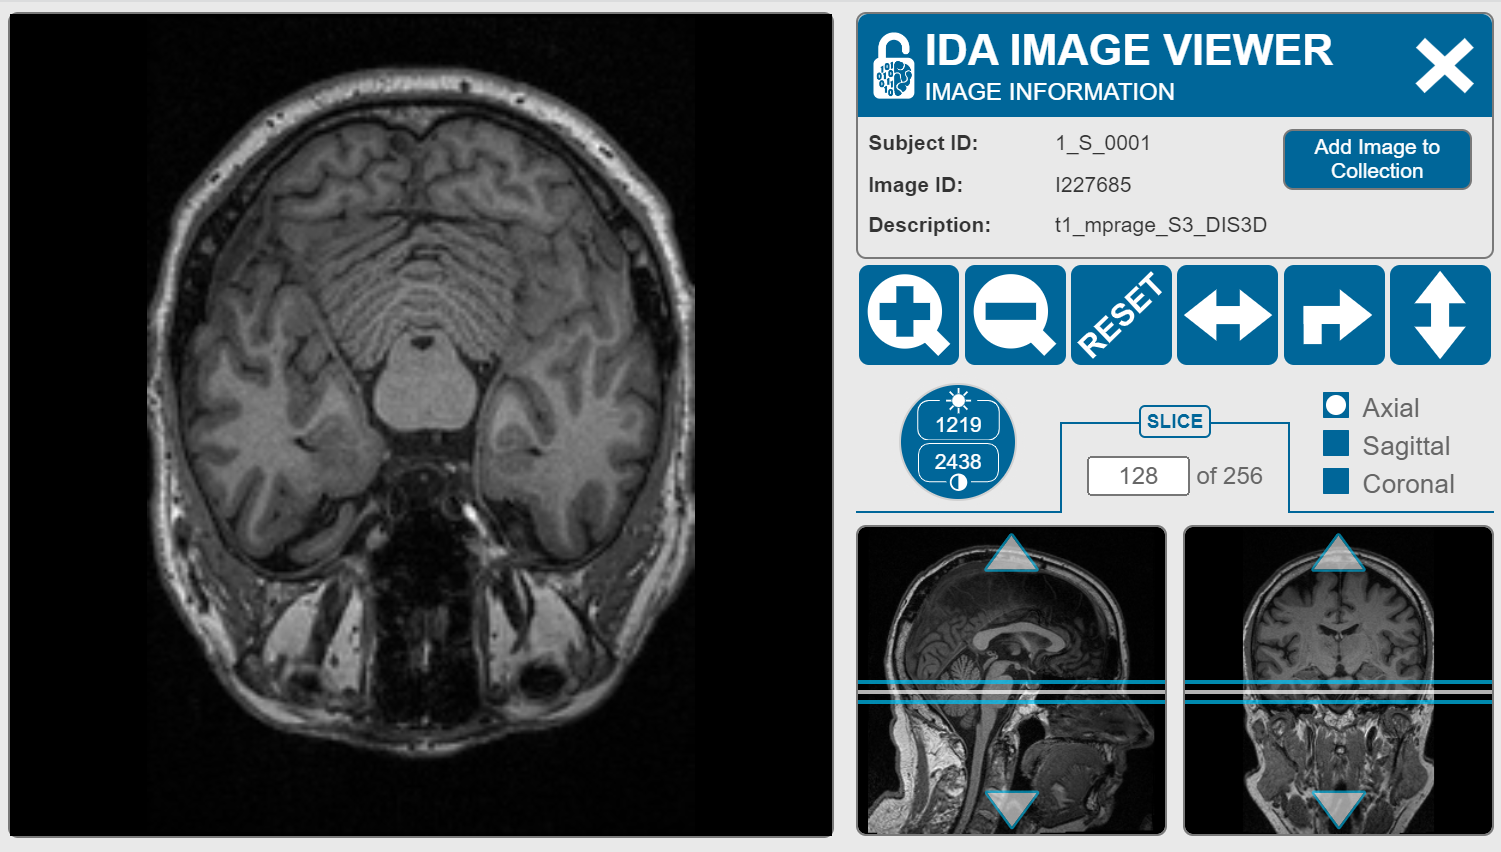 IDA IMAGE VIEWER
IMAGE INFORMATION
Subject ID: 1_S_0001
Add Image to
Collection
Image ID: I227685
Description: t1_mprage_S3_DIS3D
RESET
1219
2438
SLICE
128 of 256
Axial
Sagittal
Coronal